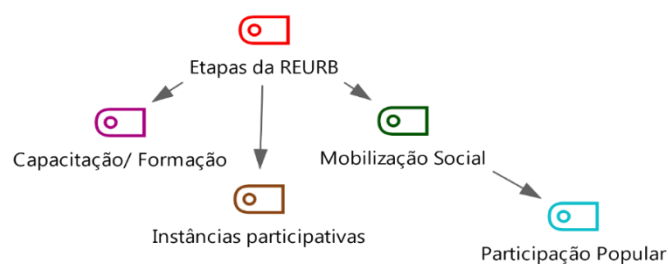 Etapas da REURB
Capacitação/ Formação
Mobilização Social
Instâncias participativas
Participação Popular